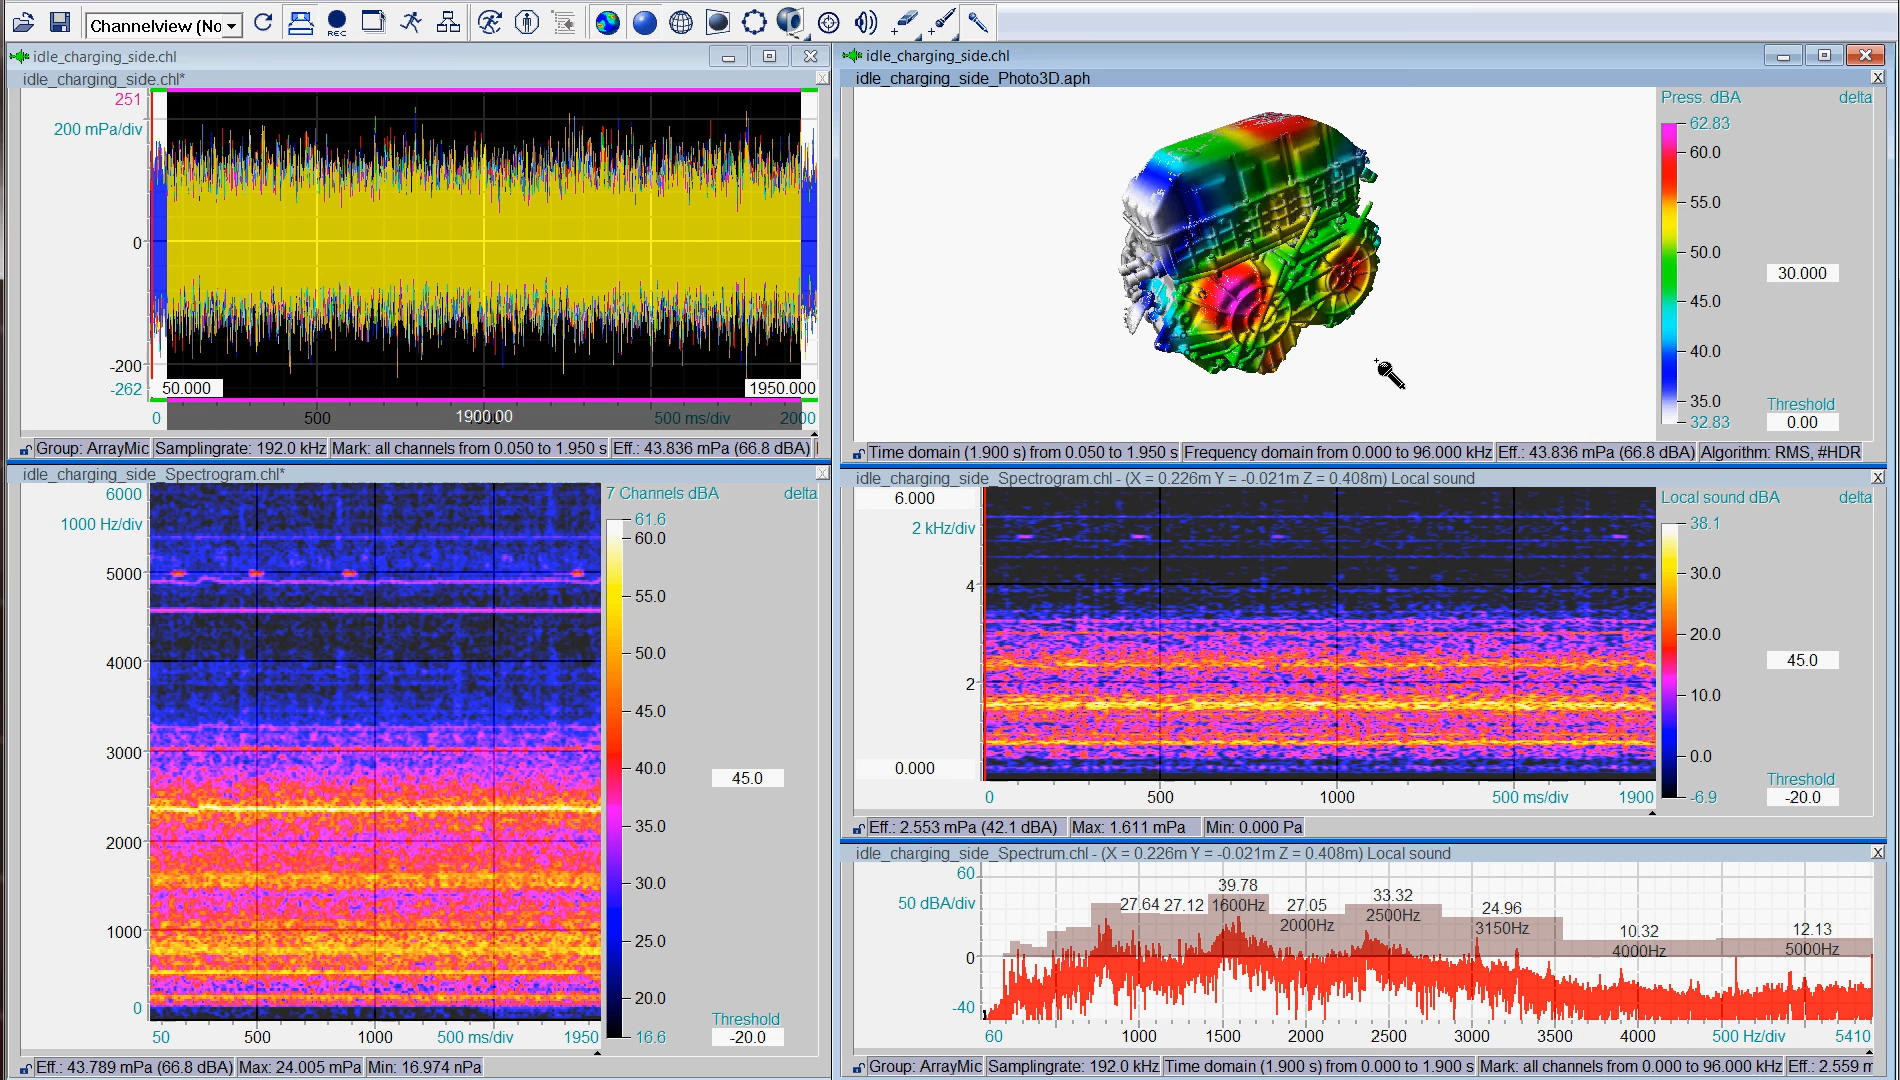 Channelview (No
REC
idle_charging_side.chl
idle_charging_side.chl*
251
200 mPa/div
0
-200
-262
50.000
1950.000
0
500
1900.00
500 ms/div
2000
Group: ArrayMic
Samplingrate: 192.0 kHz
Mark: all channels from 0.050 to 1.950 s
Eff.: 43.836 mPa (66.8 dBA)
idle_charging_side_Spectrogram.chl*
6000
1000 Hz/div
5000
4000
3000
2000
1000
0
50
500
1000
500 ms/div
1950
7 Channels dBA
delta
61.6
60.0
55.0
50.0
45.0
40.0
35.0
30.0
25.0
20.0
16.6
45.0
Threshold
-20.0
Eff.: 43.789 mPa (66.8 dBA)
Max: 24.005 mPa
Min: 16.974 nPa
idle_charging_side.chl
idle_charging_side_Photo3D.aph
Press. dBA
delta
62.83
60.0
55.0
50.0
45.0
40.0
35.0
32.83
30.000
Threshold
0.00
Time domain (1.900 s) from 0.050 to 1.950 s
Frequency domain from 0.000 to 96.000 kHz
Eff.: 43.836 mPa (66.8 dBA)
Algorithm: RMS, #HDR
idle_charging_side_Spectrogram.chl - (X = 0.226m Y = -0.021m Z = 0.408m) Local sound
6.000
2 kHz/div
4
2
0.000
0
500
1000
500 ms/div
1900
Local sound dBA
delta
38.1
30.0
20.0
10.0
0.0
-6.9
45.0
Threshold
-20.0
Eff.: 2.553 mPa (42.1 dBA)
Max: 1.611 mPa
Min: 0.000 Pa
idle_charging_side_Spectrum.chl - (X = 0.226m Y = -0.021m Z = 0.408m) Local sound
60
50 dBA/div
0
-40
27.64
27.12
39.78
1600Hz
27.05
2000Hz
33.32
2500Hz
24.96
3150Hz
10.32
4000Hz
12.13
5000Hz
60
1000
1500
2000
2500
3000
3500
4000
500 Hz/div
5410
Group: ArrayMic
Samplingrate: 192.0 kHz
Time domain (1.900 s) from 0.000 to 1.900 s
Mark: all channels from 0.000 to 96.000 kHz
Eff.: 2.559 m